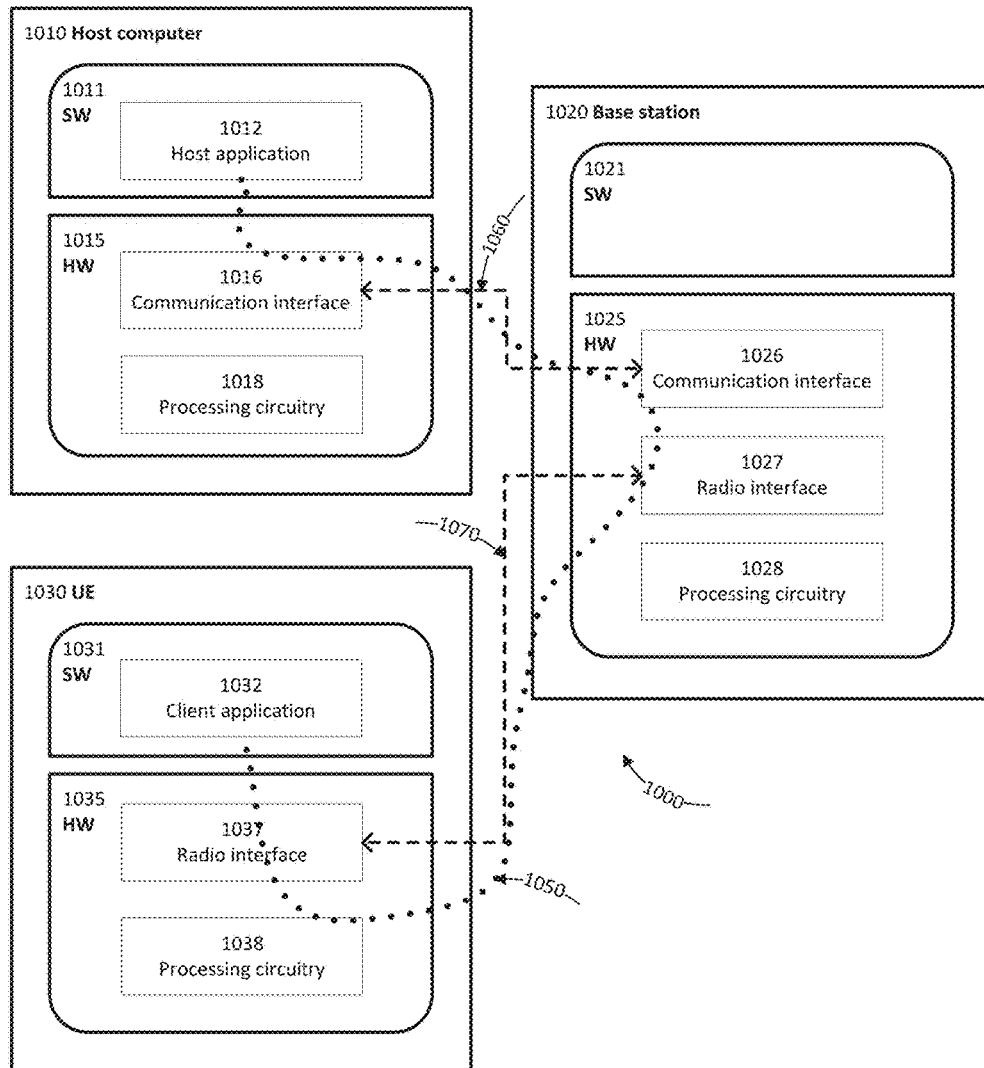 1010 Host computer
1011
SW
1012
Host application
1015
HW
1016
Communication interface
1018
Processing circuitry
1060
1020 Base station
1021
SW
1025
HW
1026
Communication interface
1027
Radio interface
1028
Processing circuitry
1070
1030 UE
1031
SW
1032
Client application
1035
HW
1037
Radio interface
1038
Processing circuitry
1050
1000